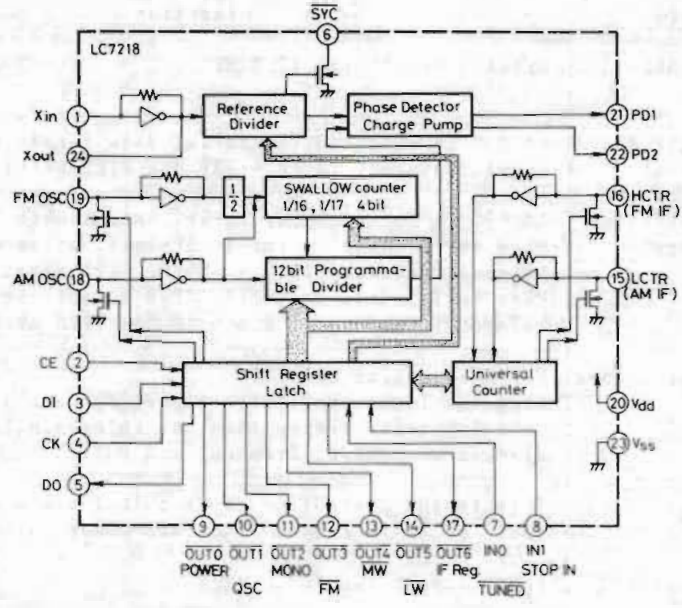 SYC
6
LC7218
Xin 1
Reference Divider
Phase Detector Charge Pump
21 PD1
Xout 24
22 PD2
FM OSC 19
1/2
SWALLOW counter
1/16, 1/17 4bit
16 HCTR (FM IF)
AM OSC 18
12bit Programma-
ble Divider
15 LCTR (AM IF)
CE 2
Shift Register
Latch
Universal
Counter
DI 3
20 Vdd
CK 4
23 Vss
DO 5
9 10 11 12 13 14 17 7 8
OUT0 OUT1 OUT2 OUT3 OUT4 OUT5 OUT6 IN0 IN1
POWER MONO MW IF Reg. STOP IN
OSC FM LW TUNED